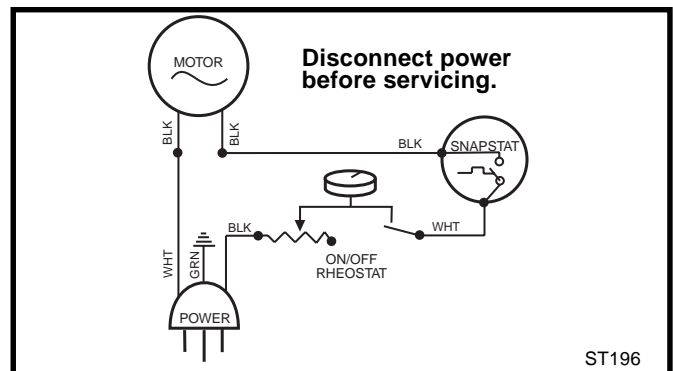 MOTOR
Disconnect power
before servicing.
BLK
BLK
BLK
SNAPSTAT
BLK
WHT
WHT
GRN
ON/OFF
RHEOSTAT
POWER
ST196